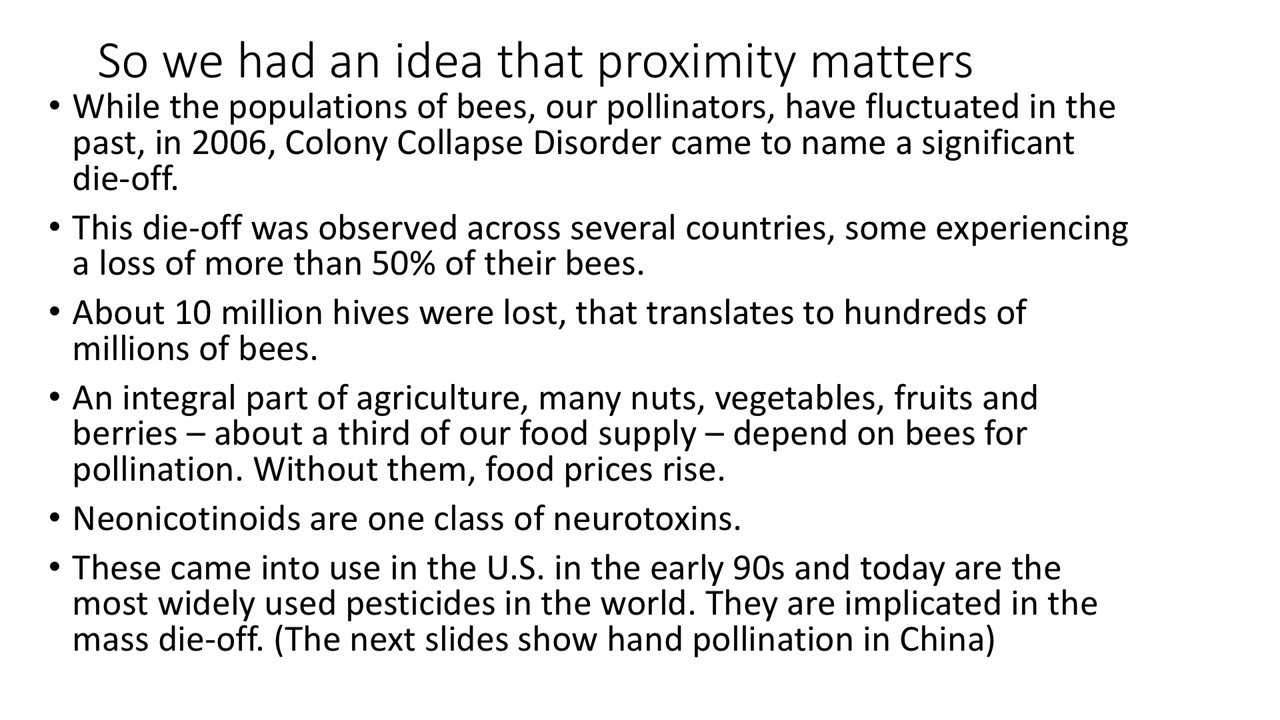 So we had an idea that proximity matters
• While the populations of bees, our pollinators, have fluctuated in the
past, in 2006, Colony Collapse Disorder came to name a significant
die-off.
• This die-off was observed across several countries, some experiencing
a loss of more than 50% of their bees.
• About 10 million hives were lost, that translates to hundreds of
millions of bees.
• An integral part of agriculture, many nuts, vegetables, fruits and
berries – about a third of our food supply – depend on bees for
pollination. Without them, food prices rise.
• Neonicotinoids are one class of neurotoxins.
• These came into use in the U.S. in the early 90s and today are the
most widely used pesticides in the world. They are implicated in the
mass die-off. (The next slides show hand pollination in China)